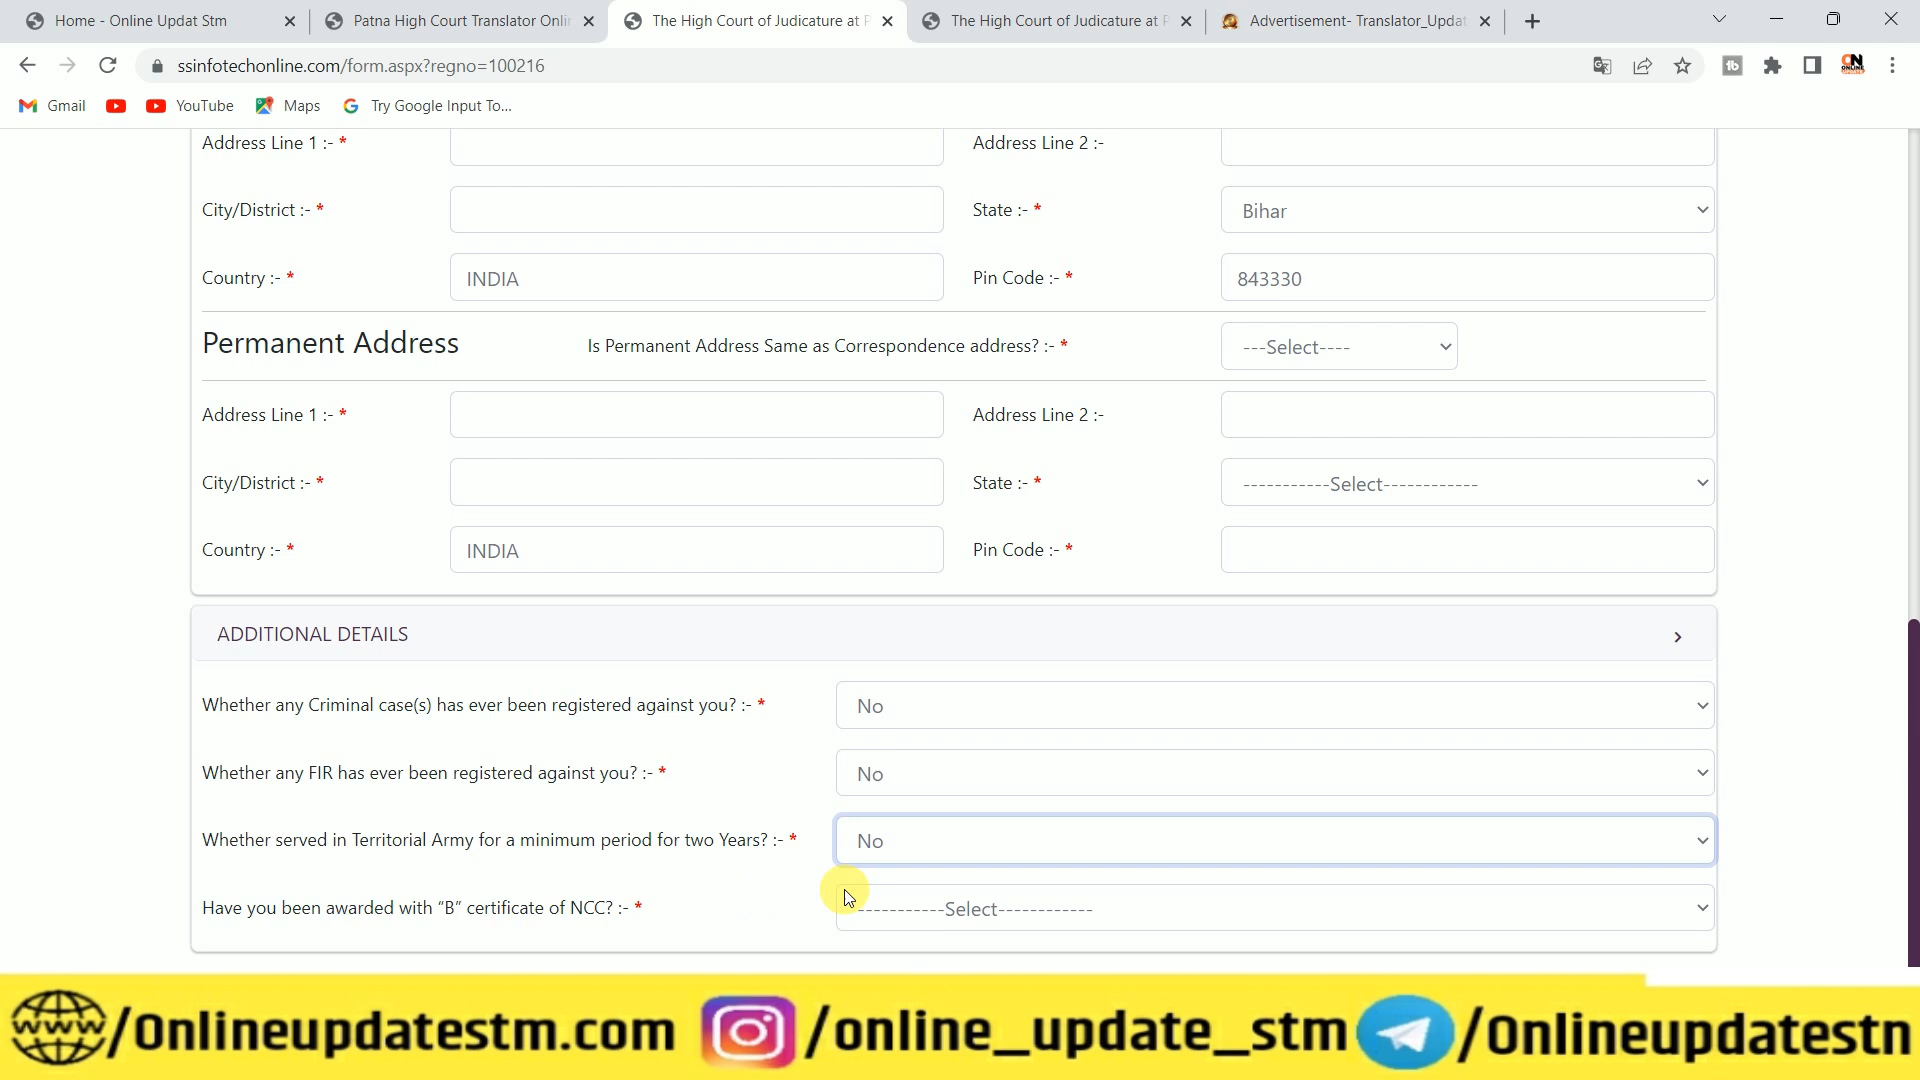 Home - Online Updat Stm
Patna High Court Translator Onli
The High Court of Judicature at P
The High Court of Judicature at P
Advertisement- Translator_Updat
ssinfotechonline.com/form.aspx?regno=100216
Gmail
YouTube
Maps
Try Google Input To...
Address Line 1 :- *
Address Line 2 :-
City/District :- *
State :- *
Bihar
Country :- *
INDIA
Pin Code :- *
843330
Permanent Address
Is Permanent Address Same as Correspondence address? :- *
---Select----
Address Line 1 :- *
Address Line 2 :-
City/District :- *
State :- *
-----------Select------------
Country :- *
INDIA
Pin Code :- *
ADDITIONAL DETAILS
Whether any Criminal case(s) has ever been registered against you? :- *
No
Whether any FIR has ever been registered against you? :- *
No
Whether served in Territorial Army for a minimum period for two Years? :- *
No
Have you been awarded with “B” certificate of NCC? :- *
-----------Select------------
www/Onlineupdatestm.com
/online_update_stm
/Onlineupdatestn